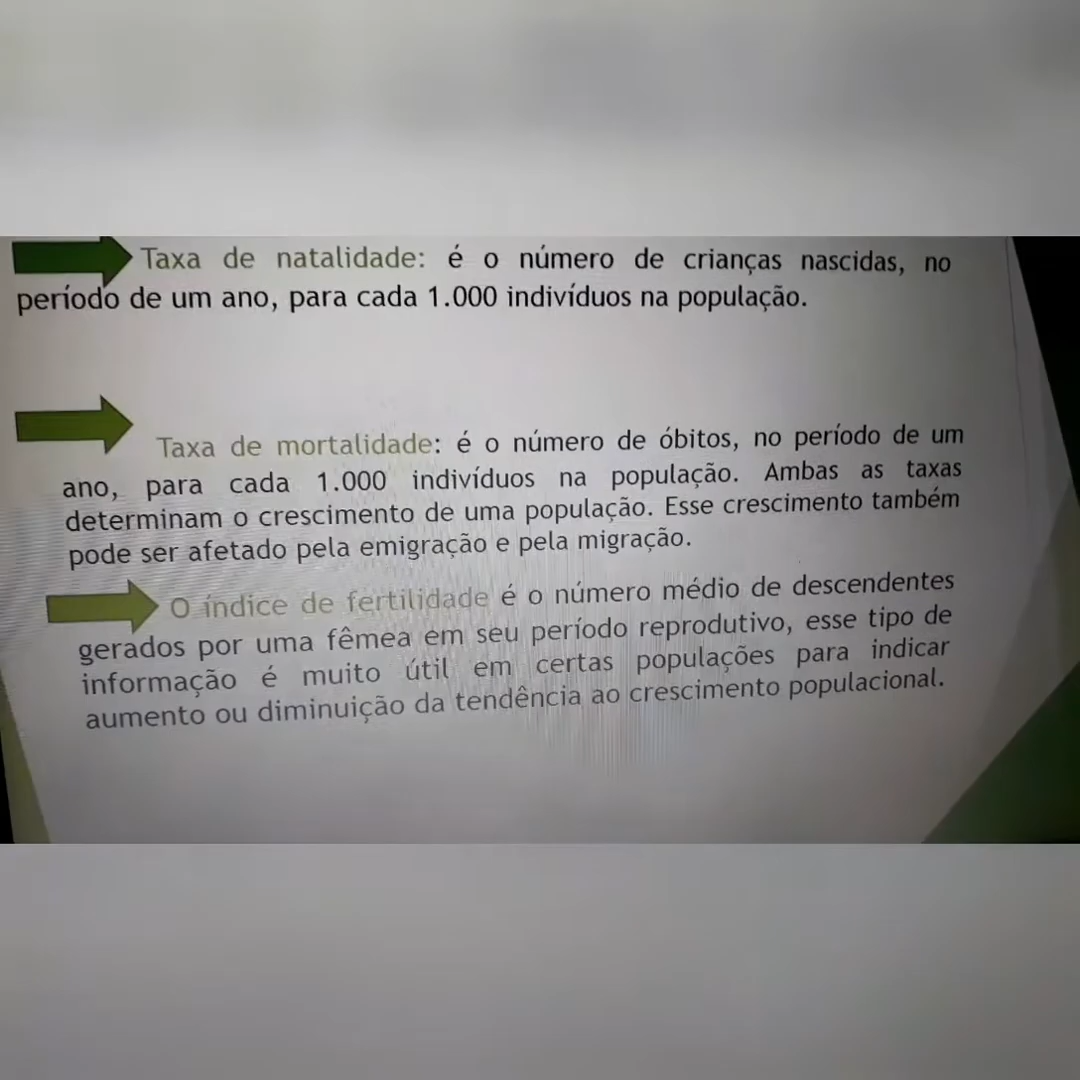 Taxa de natalidade: é o número de crianças nascidas, no
período de um ano, para cada 1.000 indivíduos na população.
Taxa de mortalidade: é o número de óbitos, no período de um
ano, para cada 1.000 indivíduos na população. Ambas as taxas
determinam o crescimento de uma população. Esse crescimento também
pode ser afetado pela emigração e pela migração.
O índice de fertilidade é o número médio de descendentes
gerados por uma fêmea em seu período reprodutivo, esse tipo de
informação é muito útil em certas populações para indicar
aumento ou diminuição da tendência ao crescimento populacional.